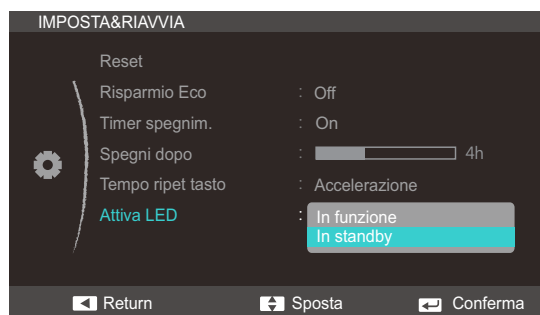 IMPOSTA&RIAVVIA
Reset
Risparmio Eco : Off
Timer spegnim. : On
Spegni dopo : 4h
Tempo ripet tasto : Accelerazione
Attiva LED : In funzione
In standby
Return Sposta Conferma